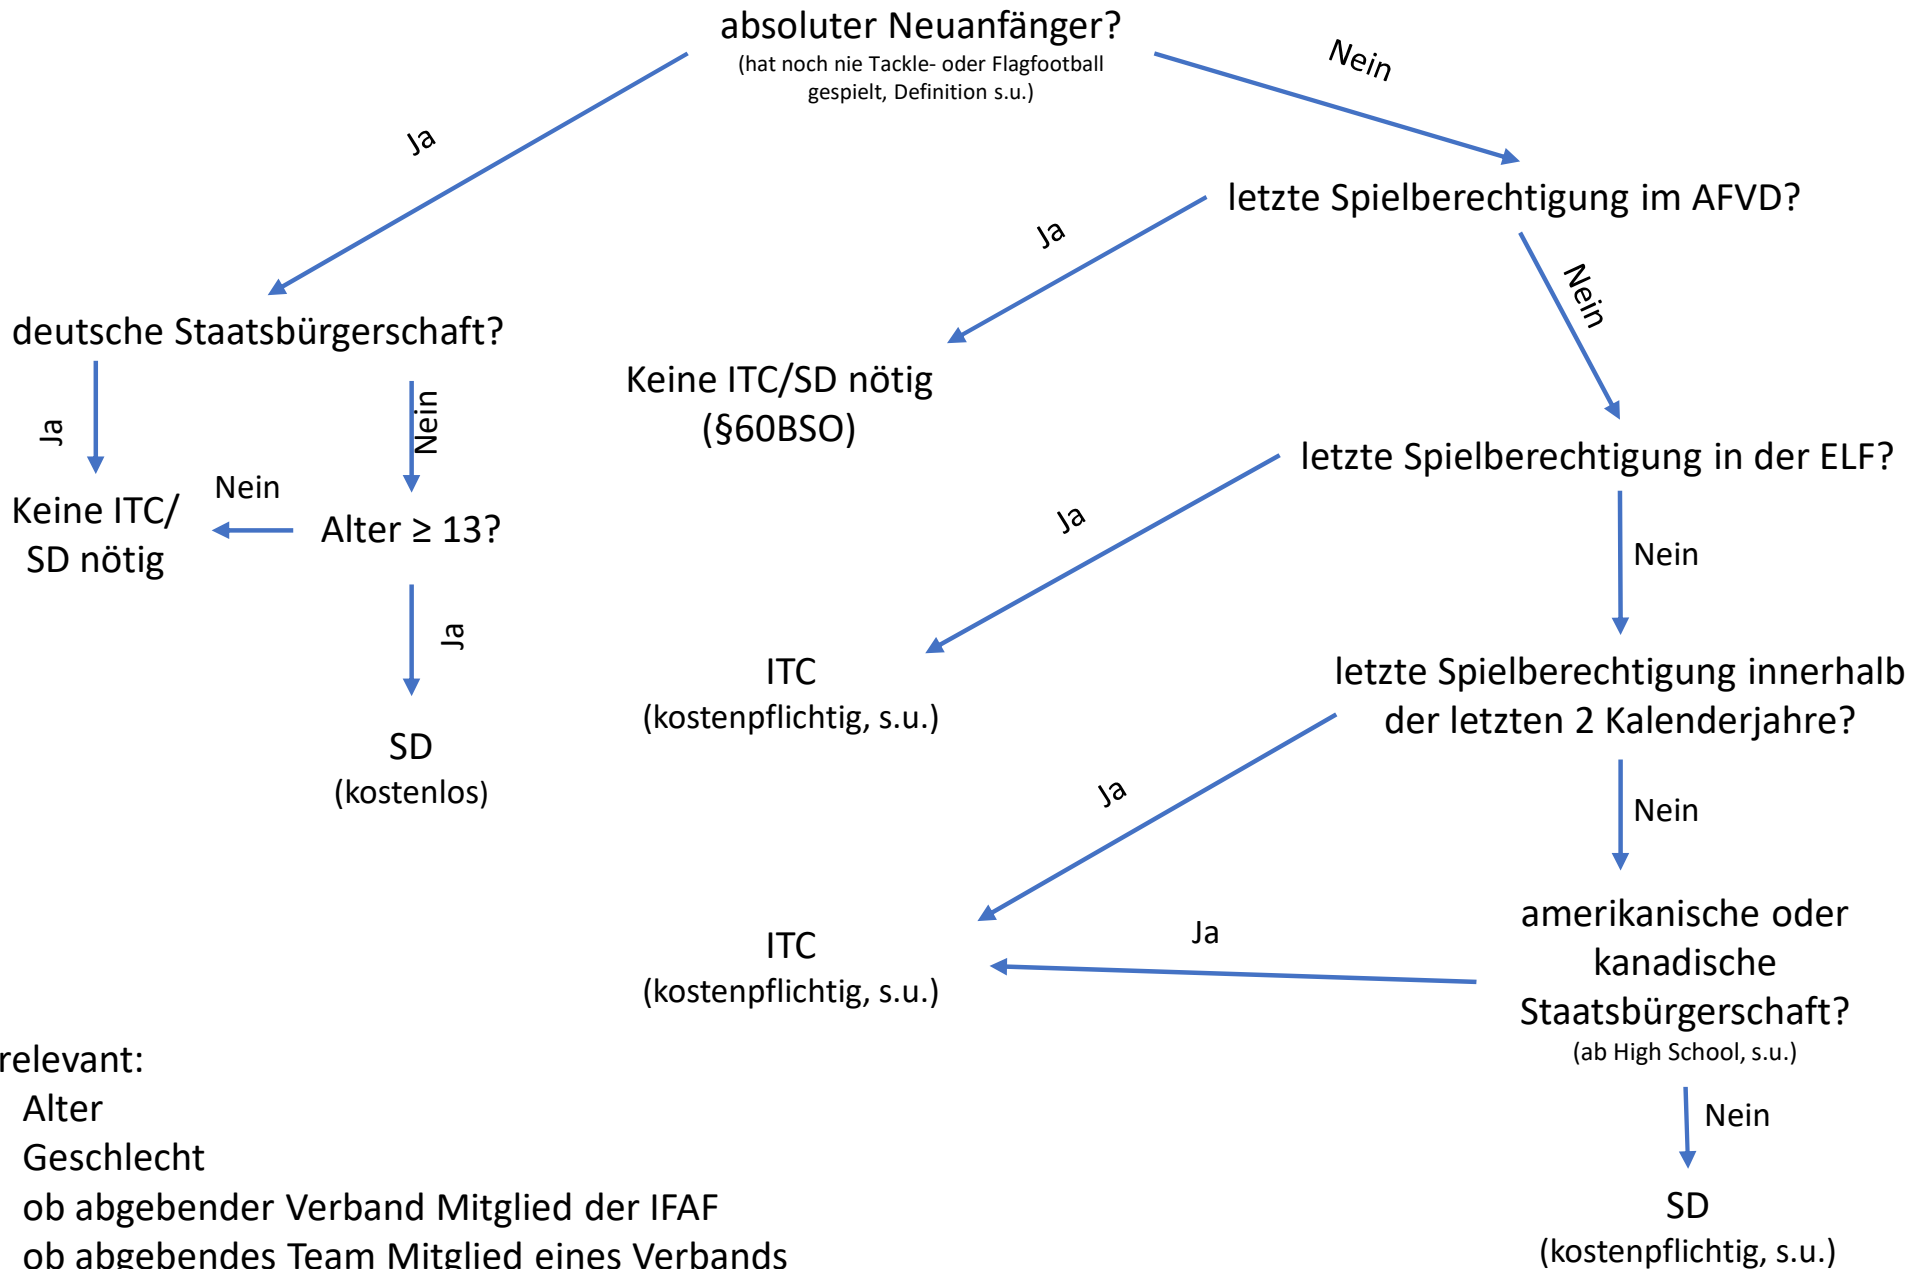 absoluter Neuanfänger?
(hat noch nie Tackle- oder Flagfootball
gespielt, Definition s.u.)
Nein
Ja
letzte Spielberechtigung im AFVD?
Ja
Nein
deutsche Staatsbürgerschaft?
Ja
Nein
Keine ITC/SD nötig
(§60BSO)
letzte Spielberechtigung in der ELF?
Keine ITC/
SD nötig
Nein
Alter ≥ 13?
Ja
Nein
Ja
SD
(kostenlos)
ITC
(kostenpflichtig, s.u.)
letzte Spielberechtigung innerhalb
der letzten 2 Kalenderjahre?
Ja
Nein
amerikanische oder
kanadische
Staatsbürgerschaft?
(ab High School, s.u.)
Ja
ITC
(kostenpflichtig, s.u.)
Nein
SD
(kostenpflichtig, s.u.)
relevant:
Alter
Geschlecht
ob abgebender Verband Mitglied der IFAF
ob abgebendes Team Mitglied eines Verbands